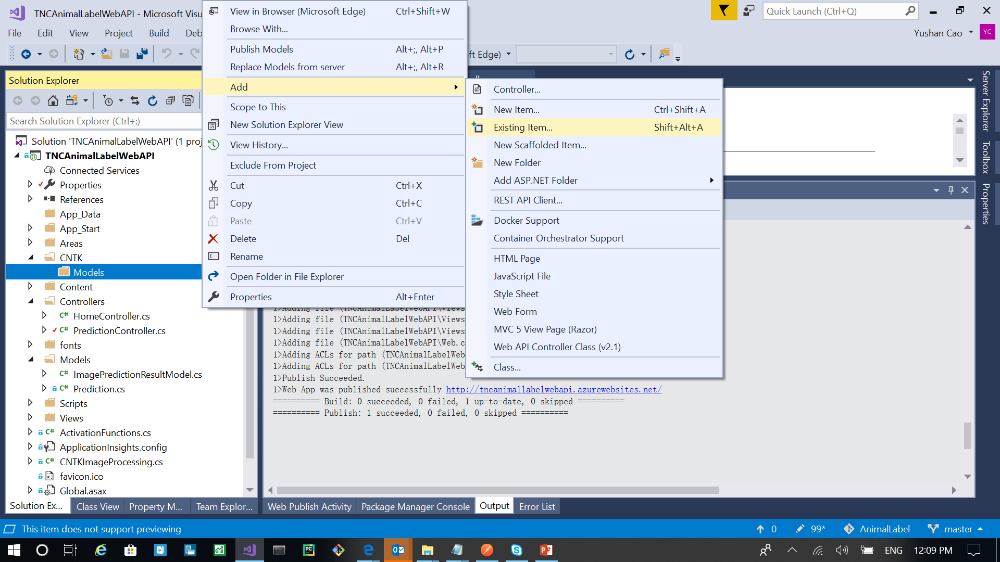 TNCAnimalLabelWebAPI - Microsoft Visu
Quick Launch (Ctrl+Q)
File Edit View Project Build Deb
Yushan Cao YC
ft Edge)
Solution Explorer
Search Solution Explorer (Ctrl+;)
Solution 'TNCAnimalLabelWebAPI' (1 proj
TNCAnimalLabelWebAPI
Connected Services
Properties
References
App_Data
App_Start
Areas
CNTK
Models
Content
Controllers
C# HomeController.cs
C# PredictionController.cs
fonts
Models
C# ImagePredictionResultModel.cs
C# Prediction.cs
Scripts
Views
C# ActivationFunctions.cs
ApplicationInsights.config
C# CNTKImageProcessing.cs
favicon.ico
Global.asax
Solution Ex... Class View Property M... Team Explor...
View in Browser (Microsoft Edge) Ctrl+Shift+W
Browse With...
Publish Models Alt+;, Alt+P
Replace Models from server Alt+;, Alt+R
Add
Scope to This
New Solution Explorer View
View History...
Exclude From Project
Cut Ctrl+X
Copy Ctrl+C
Paste Ctrl+V
Delete Del
Rename
Open Folder in File Explorer
Properties Alt+Enter
Controller...
New Item... Ctrl+Shift+A
Existing Item... Shift+Alt+A
New Scaffolded Item...
New Folder
Add ASP.NET Folder
REST API Client...
Docker Support
Container Orchestrator Support
HTML Page
JavaScript File
Style Sheet
Web Form
MVC 5 View Page (Razor)
Web API Controller Class (v2.1)
Class...
Server Explorer
Toolbox
Properties
1>Adding file (TNCAnimalLabelWebAPI\Views
1>Adding file (TNCAnimalLabelWebAPI\Views
1>Adding file (TNCAnimalLabelWebAPI\Views
1>Adding file (TNCAnimalLabelWebAPI\Web.c
1>Adding ACLs for path (TNCAnimalLabelWeb
1>Adding ACLs for path (TNCAnimalLabelWeb
1>Publish Succeeded.
1>Web App was published successfully http://tncanimallabelwebapi.azurewebsites.net/
========== Build: 0 succeeded, 0 failed, 1 up-to-date, 0 skipped ==========
========== Publish: 1 succeeded, 0 failed, 0 skipped ==========
Web Publish Activity Package Manager Console Output Error List
This item does not support previewing
0 99* AnimalLabel master
ENG 12:09 PM